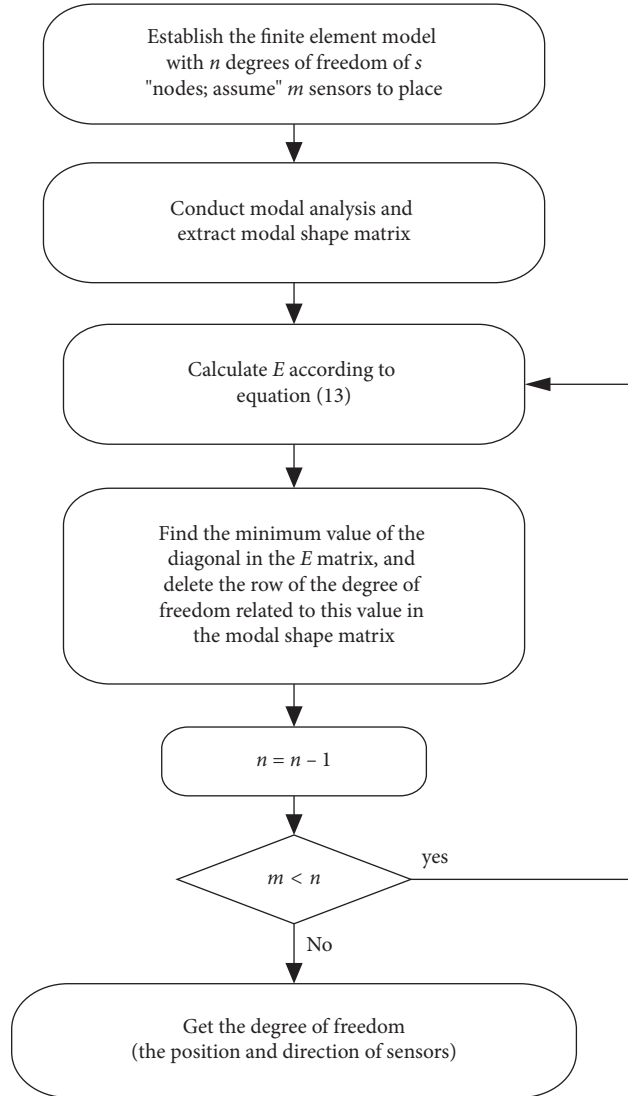 Establish the finite element model
with n degrees of freedom of s
"nodes; assume" m sensors to place
Conduct modal analysis and
extract modal shape matrix
Calculate E according to
equation (13)
Find the minimum value of the
diagonal in the E matrix, and
delete the row of the degree of
freedom related to this value in
the modal shape matrix
n = n – 1
m < n
yes
No
Get the degree of freedom
(the position and direction of sensors)